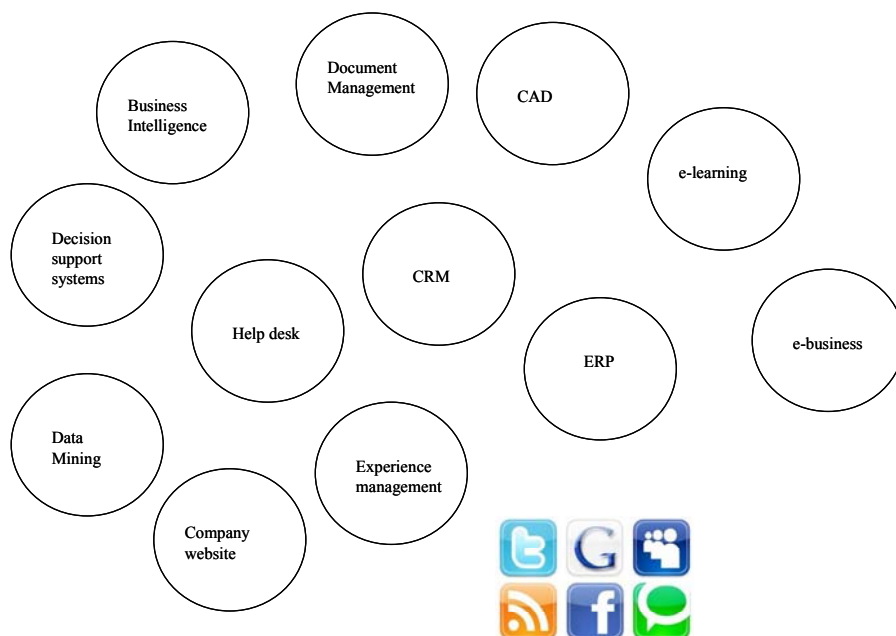 Document
Management
CAD
Business
Intelligence
e-learning
Decision
support
systems
CRM
Help desk
e-business
ERP
Data
Mining
Experience
management
Company
website
t
G
f